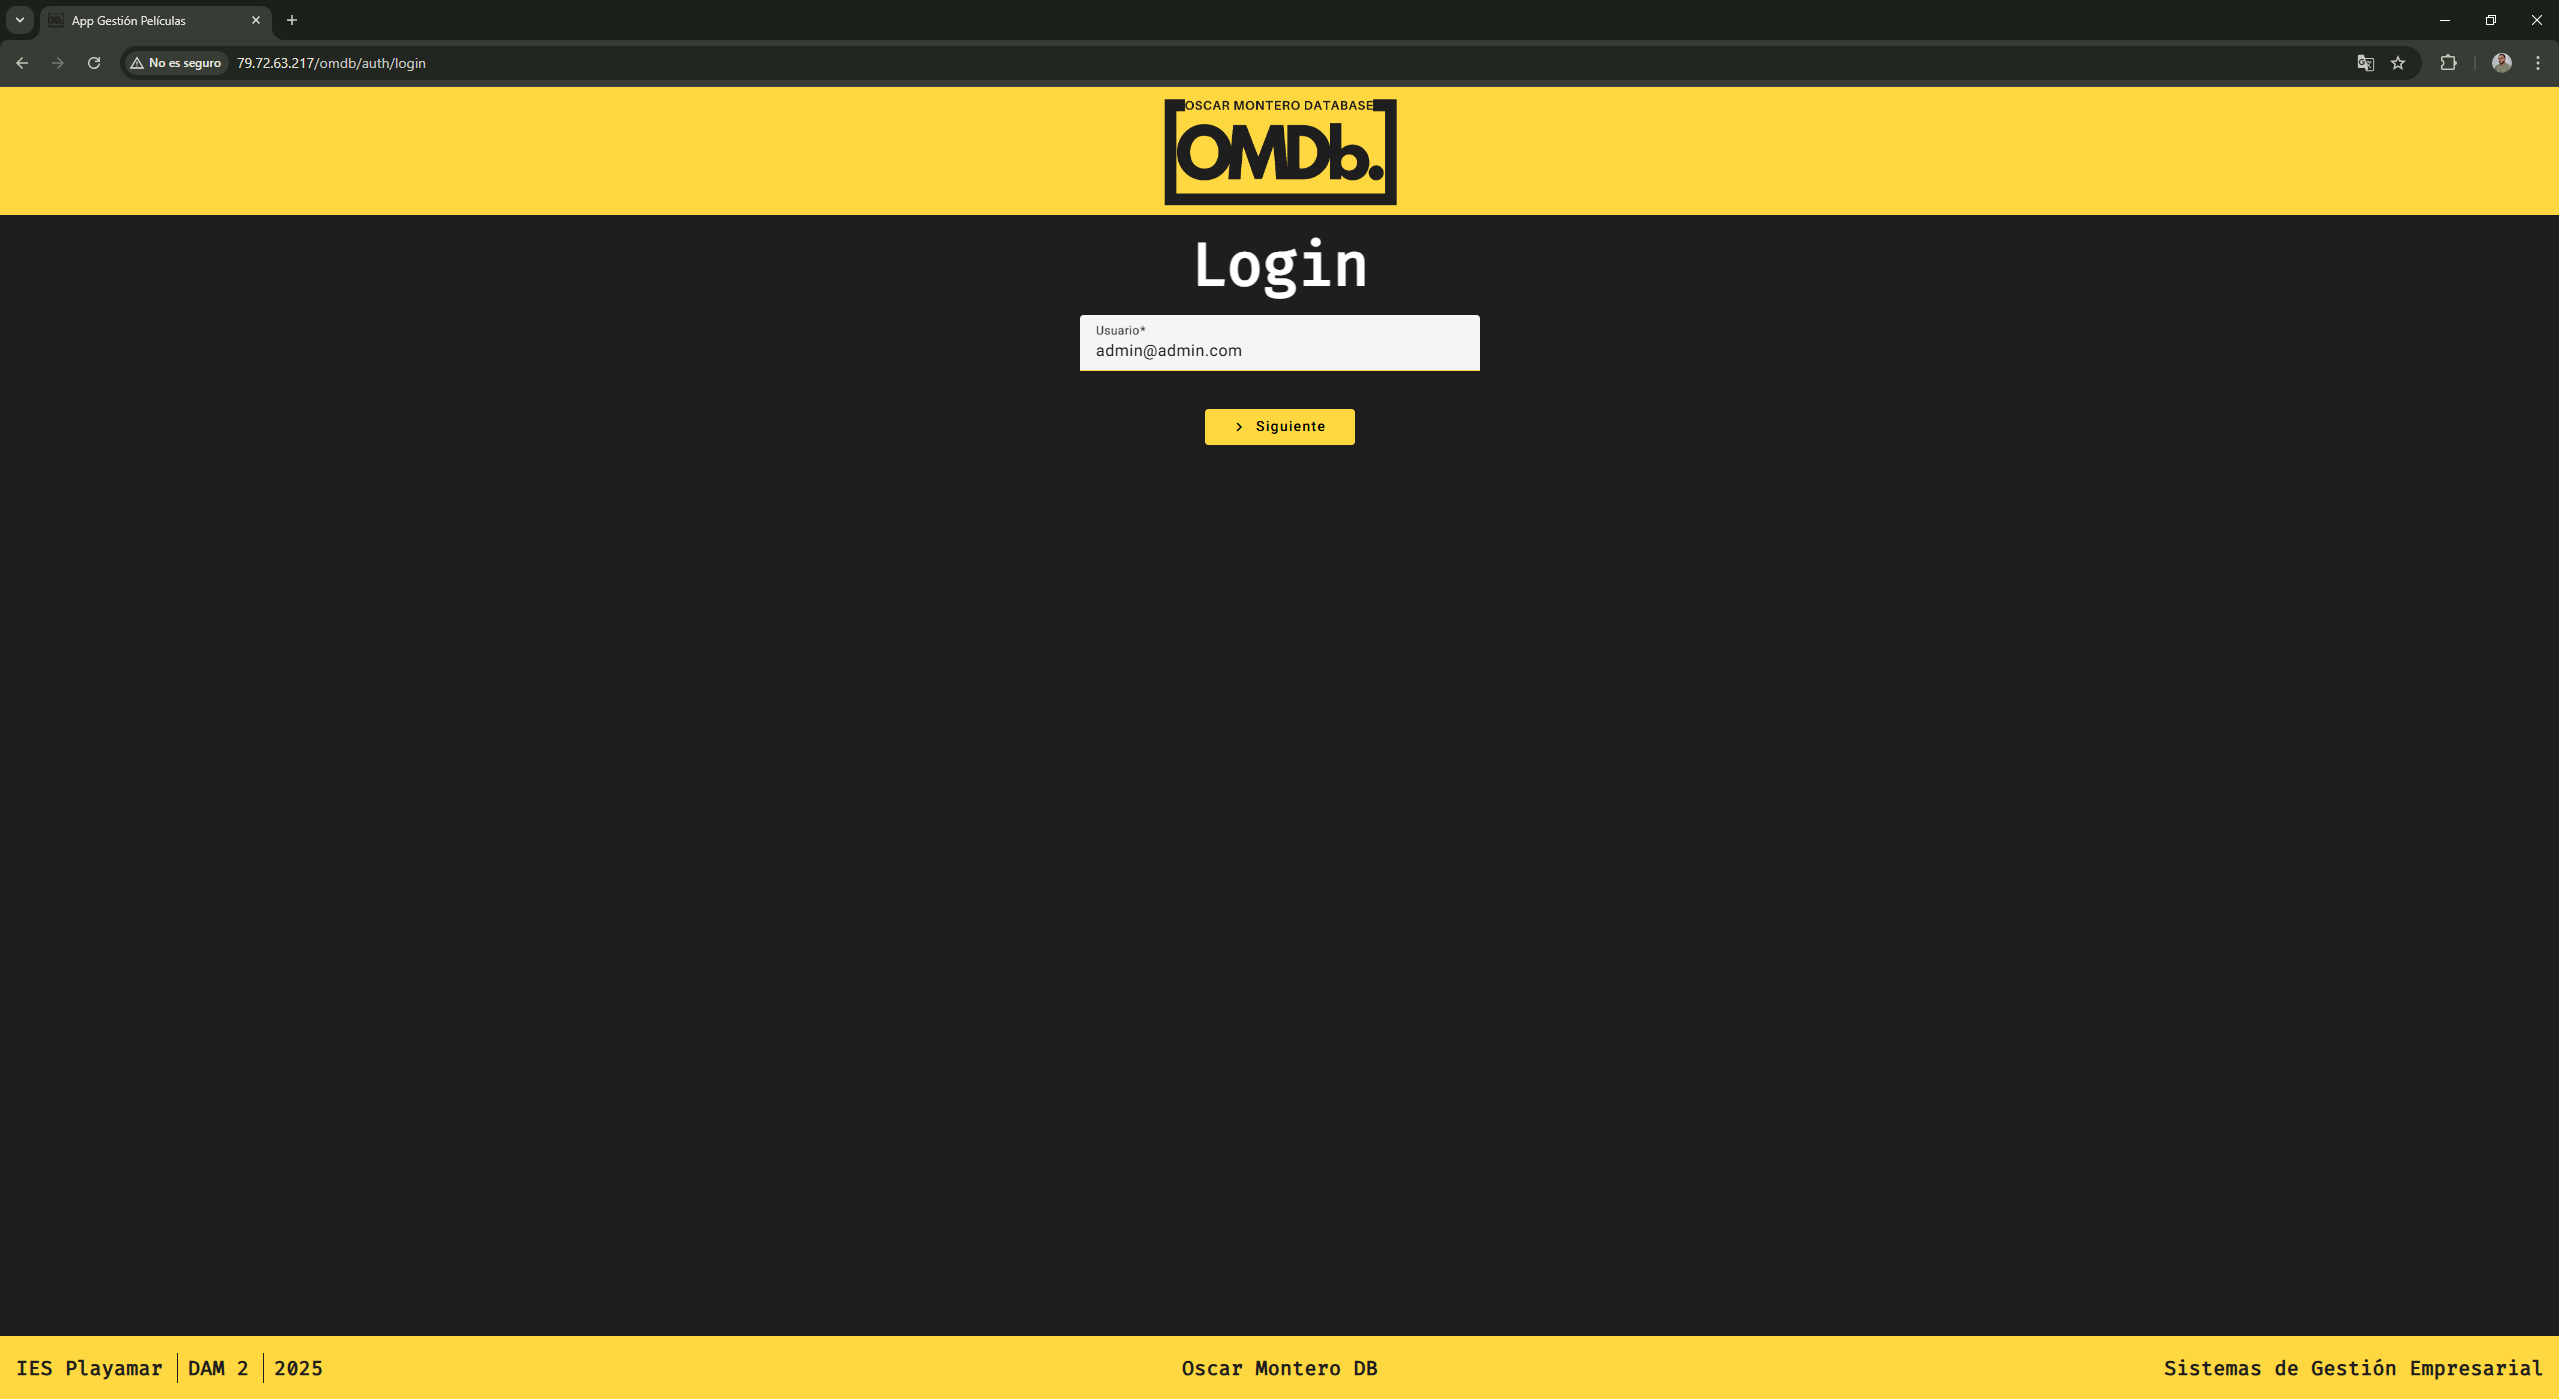 App Gestión Películas
No es seguro
79.72.63.217/omdb/auth/login
OSCAR MONTERO DATABASE
OMDb.
Login
Usuario*
admin@admin.com
Siguiente
IES Playamar DAM 2 2025
Oscar Montero DB
Sistemas de Gestión Empresarial